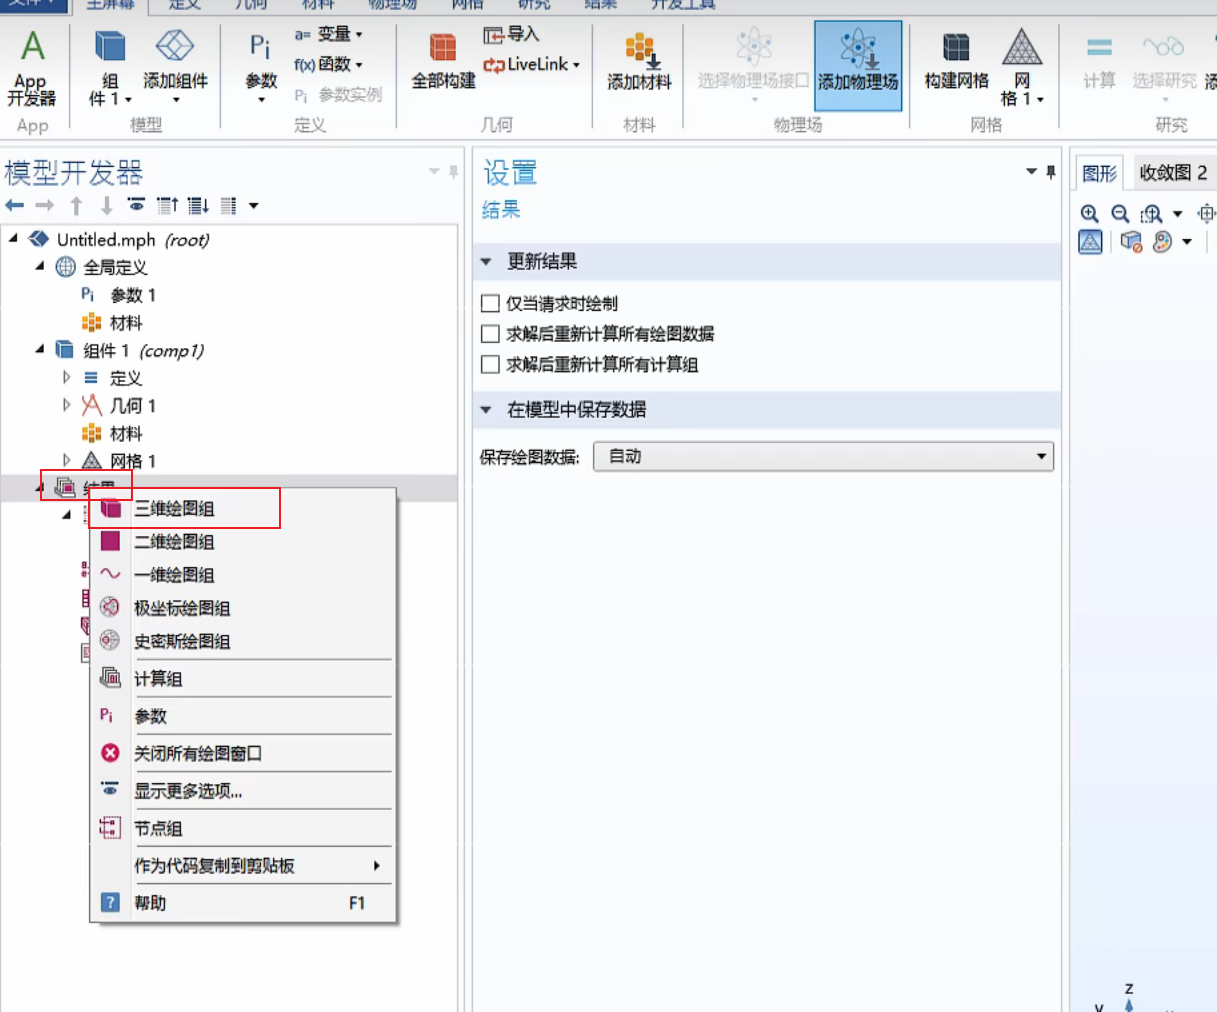 文件 主屏幕 定义 几何 材料 物理场 网格 研究 结果 开发工具
App
开发器
App
组
件 1
添加组件
模型
Pi
参数
a= 变量
f(x) 函数
Pi 参数实例
定义
全部构建
导入
LiveLink
几何
添加材料
材料
选择物理场接口
添加物理场
物理场
构建网格
网
格 1
网格
计算
选择研究
研究
模型开发器
Untitled.mph (root)
全局定义
Pi 参数 1
材料
组件 1 (comp1)
定义
几何 1
材料
网格 1
结果
三维绘图组
二维绘图组
一维绘图组
极坐标绘图组
史密斯绘图组
计算组
Pi 参数
关闭所有绘图窗口
显示更多选项...
节点组
作为代码复制到剪贴板
帮助 F1
设置
结果
更新结果
仅当请求时绘制
求解后重新计算所有绘图数据
求解后重新计算所有计算组
在模型中保存数据
保存绘图数据: 自动
图形 收敛图 2
z
y